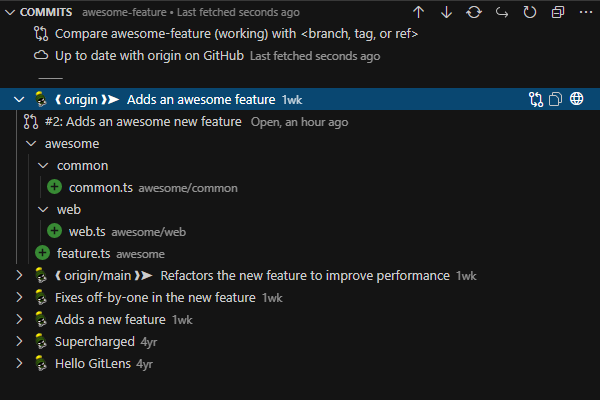 COMMITS awesome-feature • Last fetched seconds ago
Compare awesome-feature (working) with <branch, tag, or ref>
Up to date with origin on GitHub Last fetched seconds ago
❰ origin ❱➤ Adds an awesome feature 1wk
#2: Adds an awesome new feature Open, an hour ago
awesome
common
common.ts awesome/common
web
web.ts awesome/web
feature.ts awesome
❰ origin/main ❱➤ Refactors the new feature to improve performance 1wk
Fixes off-by-one in the new feature 1wk
Adds a new feature 1wk
Supercharged 4yr
Hello GitLens 4yr